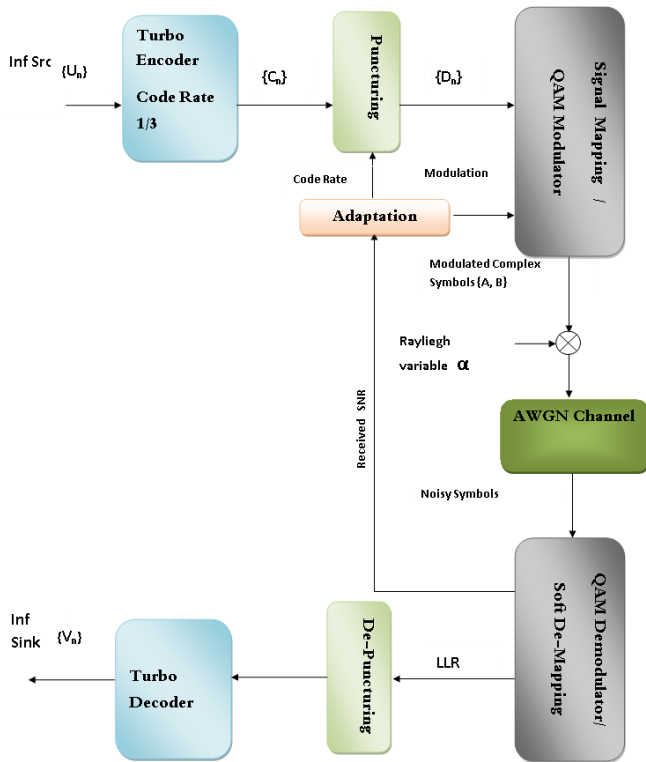 Inf Src
{Uₙ}
Turbo
Encoder
Code Rate
1/3
{Cₙ}
Puncturing
{Dₙ}
Signal Mapping /
QAM Modulator
Code Rate
Modulation
Adaptation
Modulated Complex
Symbols {A, B}
Rayliegh
variable α
AWGN Channel
Received SNR
Noisy Symbols
QAM Demodulator/
Soft De-Mapping
LLR
De-Puncturing
Turbo
Decoder
{Vₙ}
Inf
Sink